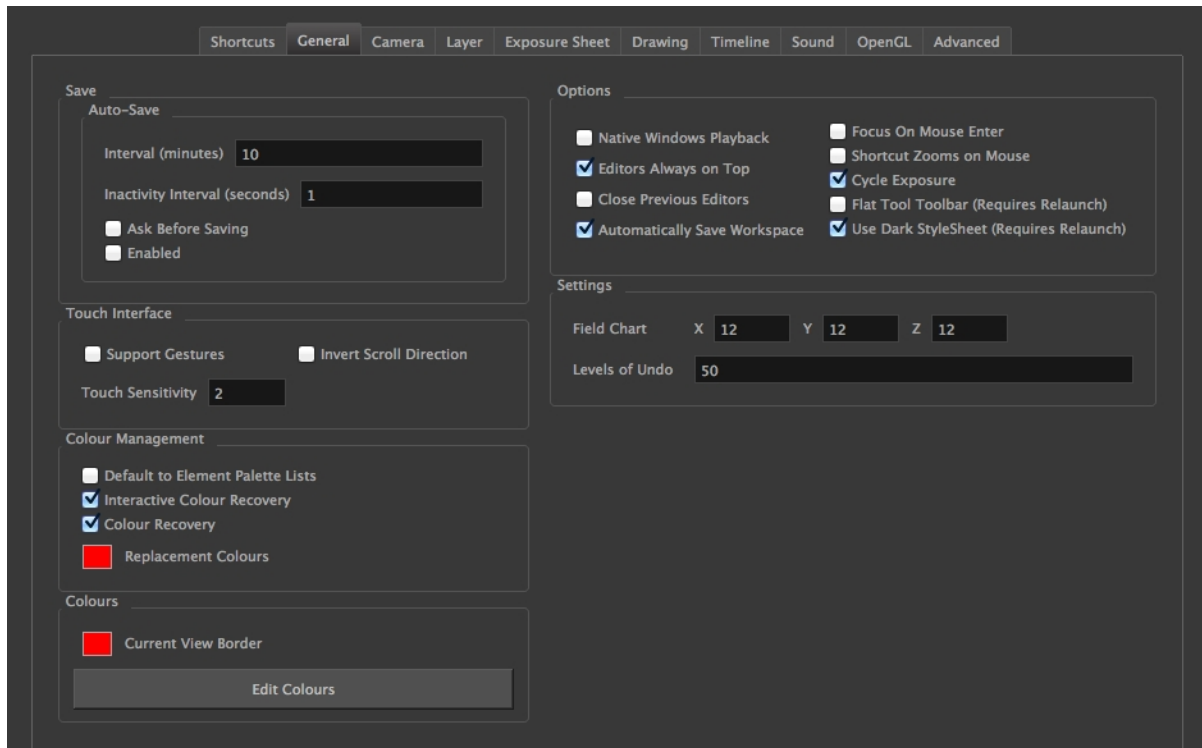 Shortcuts General Camera Layer Exposure Sheet Drawing Timeline Sound OpenGL Advanced
Save
Auto-Save
Interval (minutes) 10
Inactivity Interval (seconds) 1
Ask Before Saving
Enabled
Touch Interface
Support Gestures Invert Scroll Direction
Touch Sensitivity 2
Colour Management
Default to Element Palette Lists
Interactive Colour Recovery
Colour Recovery
Replacement Colours
Colours
Current View Border
Edit Colours
Options
Native Windows Playback
Editors Always on Top
Close Previous Editors
Automatically Save Workspace
Focus On Mouse Enter
Shortcut Zooms on Mouse
Cycle Exposure
Flat Tool Toolbar (Requires Relaunch)
Use Dark StyleSheet (Requires Relaunch)
Settings
Field Chart X 12 Y 12 Z 12
Levels of Undo 50